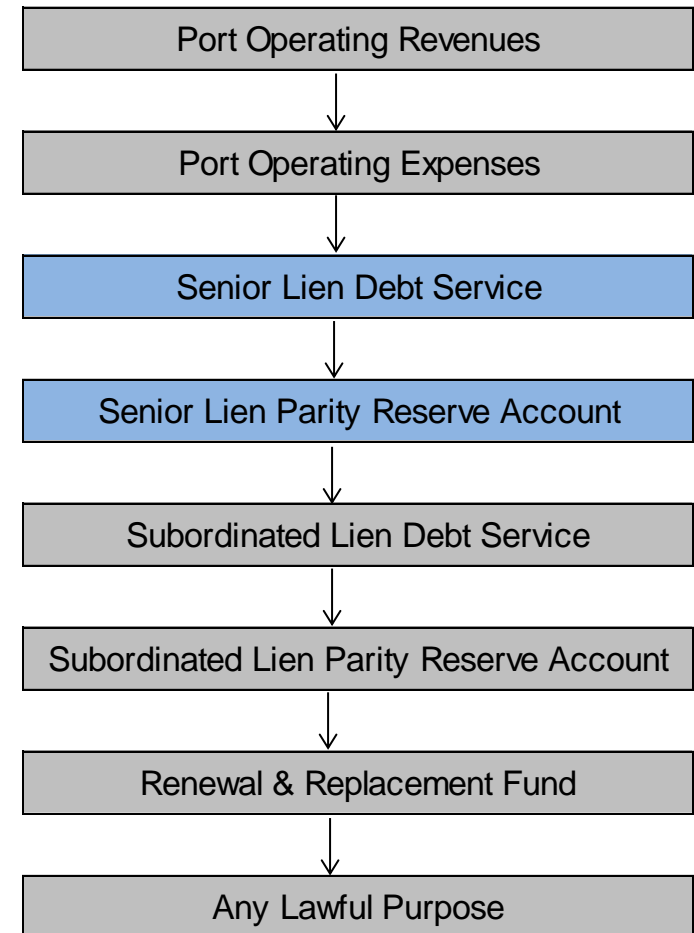 Port Operating Revenues
Port Operating Expenses
Senior Lien Debt Service
Senior Lien Parity Reserve Account
Subordinated Lien Debt Service
Subordinated Lien Parity Reserve Account
Renewal & Replacement Fund
Any Lawful Purpose